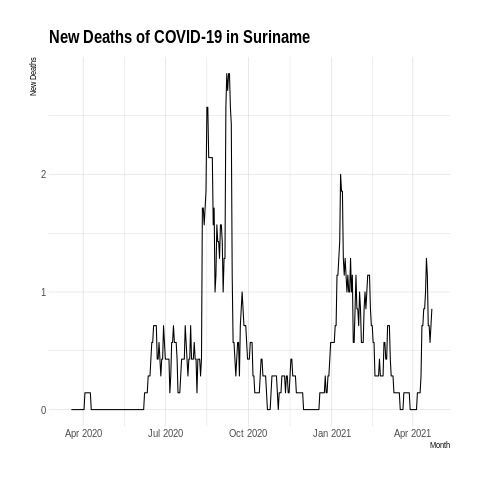 New Deaths of COVID-19 in Suriname
New Deaths
2
1
0
Apr 2020 Jul 2020 Oct 2020 Jan 2021 Apr 2021
Month